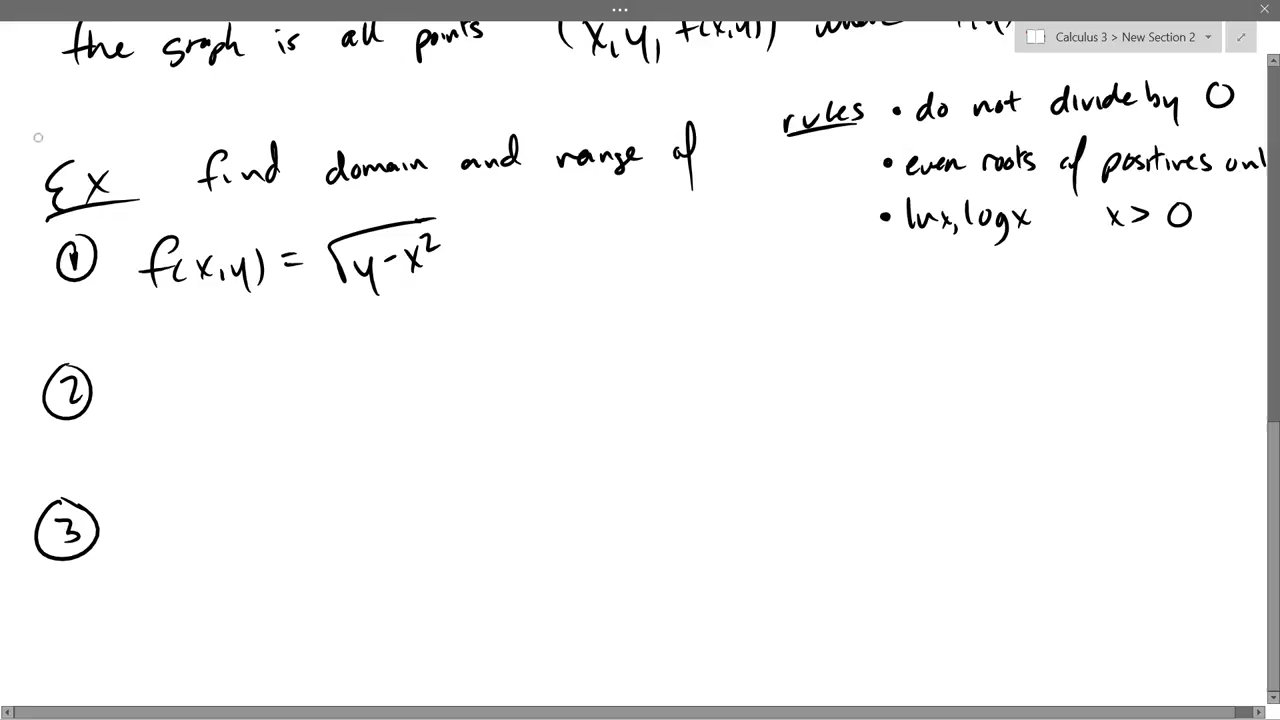 Calculus 3 > New Section 2
the graph is all points (x, y, f(x,y))
rules • do not divide by 0
• even roots of positives
• lnx, logx x > 0
Ex find domain and range of
① f(x,y) = √(y-x²)
②
③